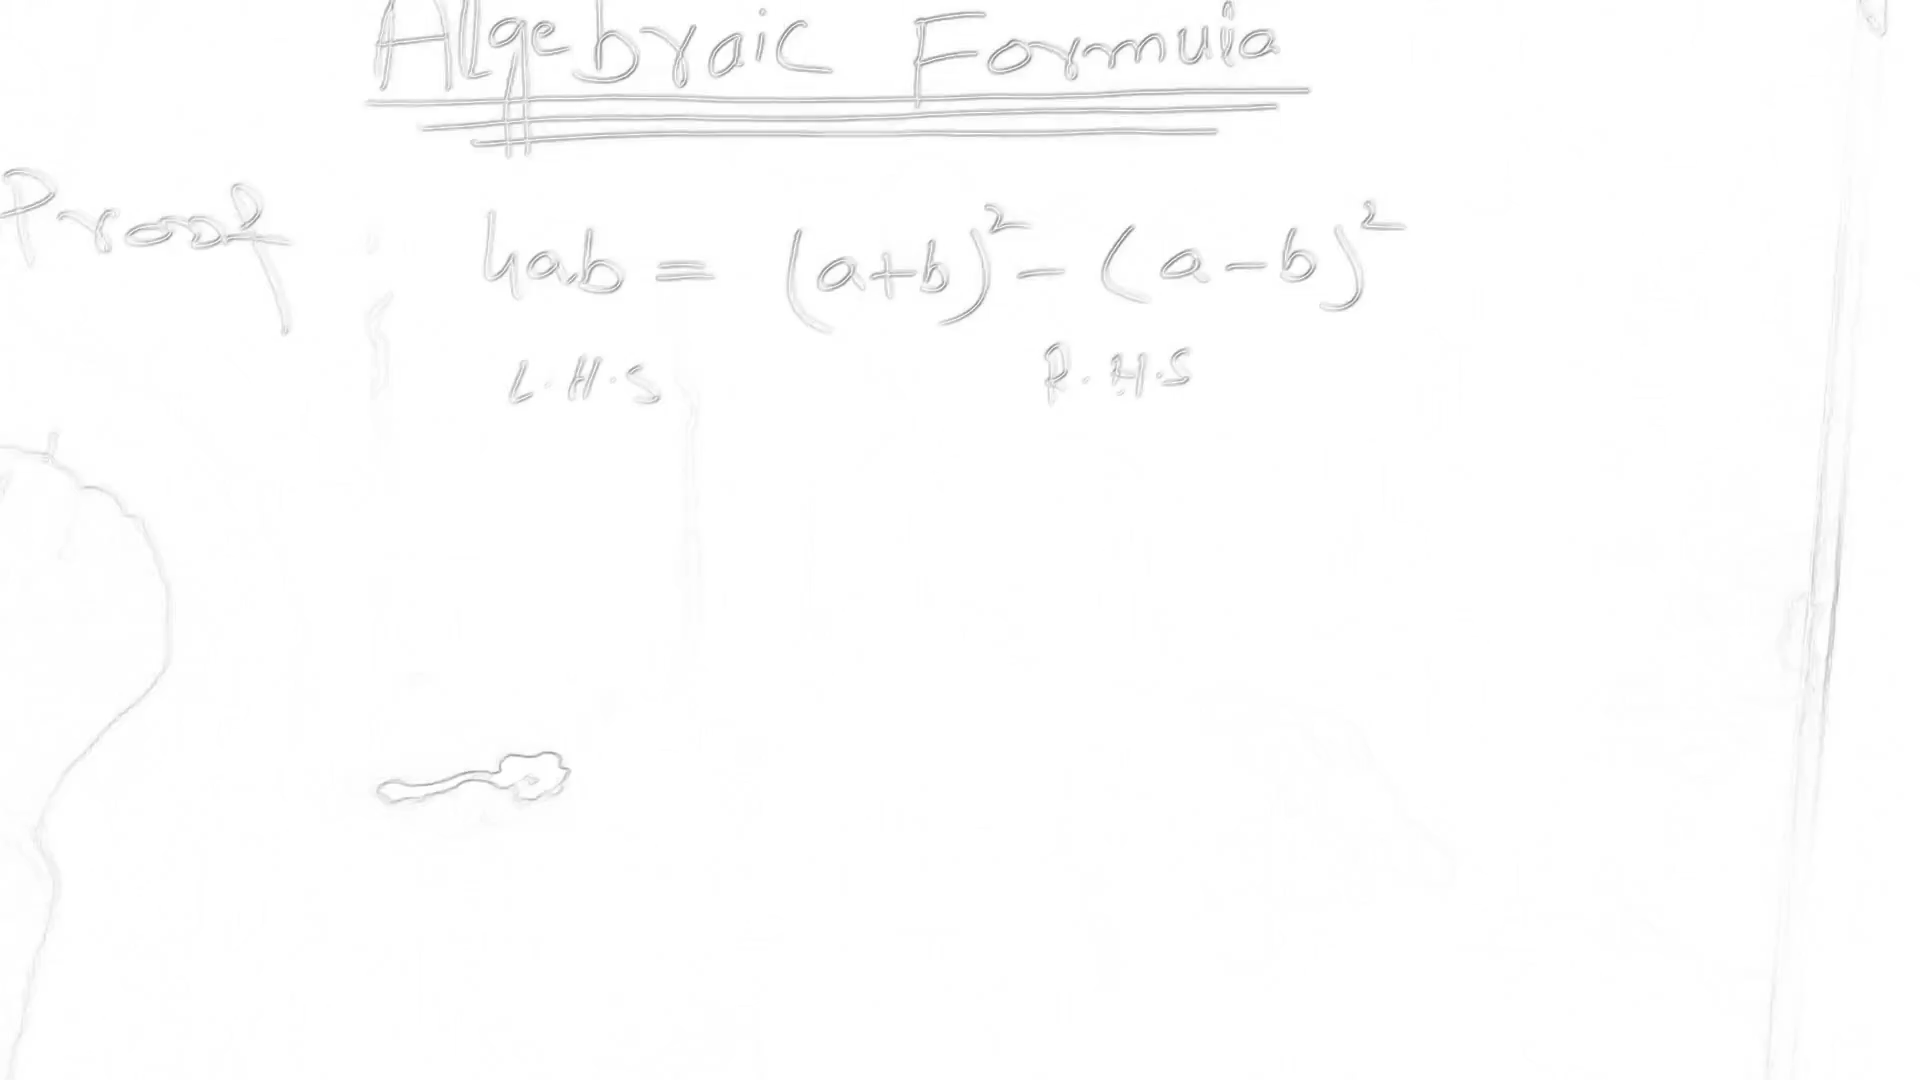 Algebraic Formula
Proof 4ab = (a+b)² - (a-b)²
L.H.S R.H.S